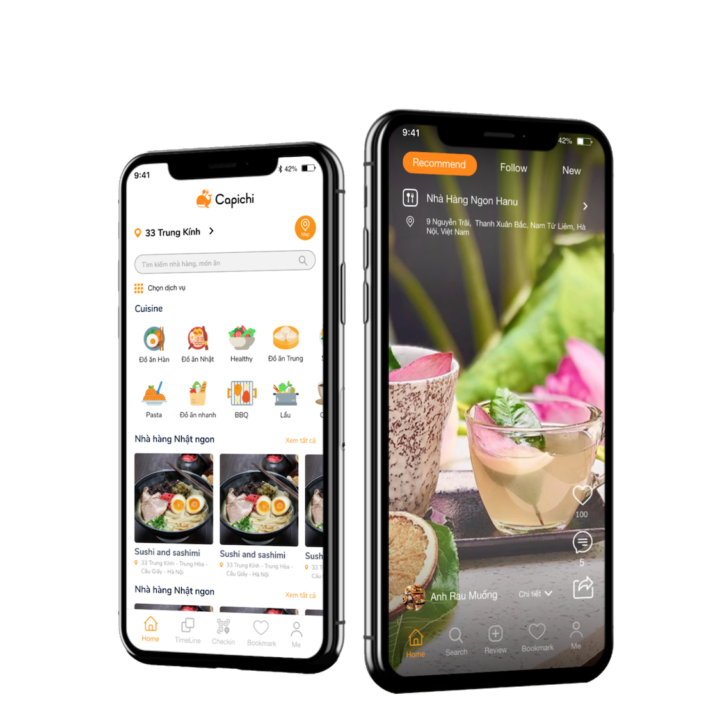 9:41
42%
Capichi
33 Trung Kính
Tìm kiếm nhà hàng, món ăn
Chọn dịch vụ
Cuisine
Đồ ăn Hàn
Đồ ăn Nhật
Healthy
Đồ ăn Trung
Pasta
Đồ ăn nhanh
BBQ
Lẩu
Nhà hàng Nhật ngon
Xem tất cả
Sushi and sashimi
33 Trung Kính - Trung Hòa -
Cầu Giấy - Hà Nội
Sushi and sashimi
33 Trung Kính - Trung Hòa -
Cầu Giấy - Hà Nội
Sush
Nhà hàng Nhật ngon
Xem tất cả
Home
TimeLine
Checkin
Bookmark
Me
9:41
42%
Recommend
Follow
New
Nhà Hàng Ngon Hanu
9 Nguyễn Trãi, Thanh Xuân Bắc, Nam Từ Liêm, Hà
Nội, Việt Nam
100
5
Anh Rau Muống
Chi tiết
Home
Search
Review
Bookmark
Me